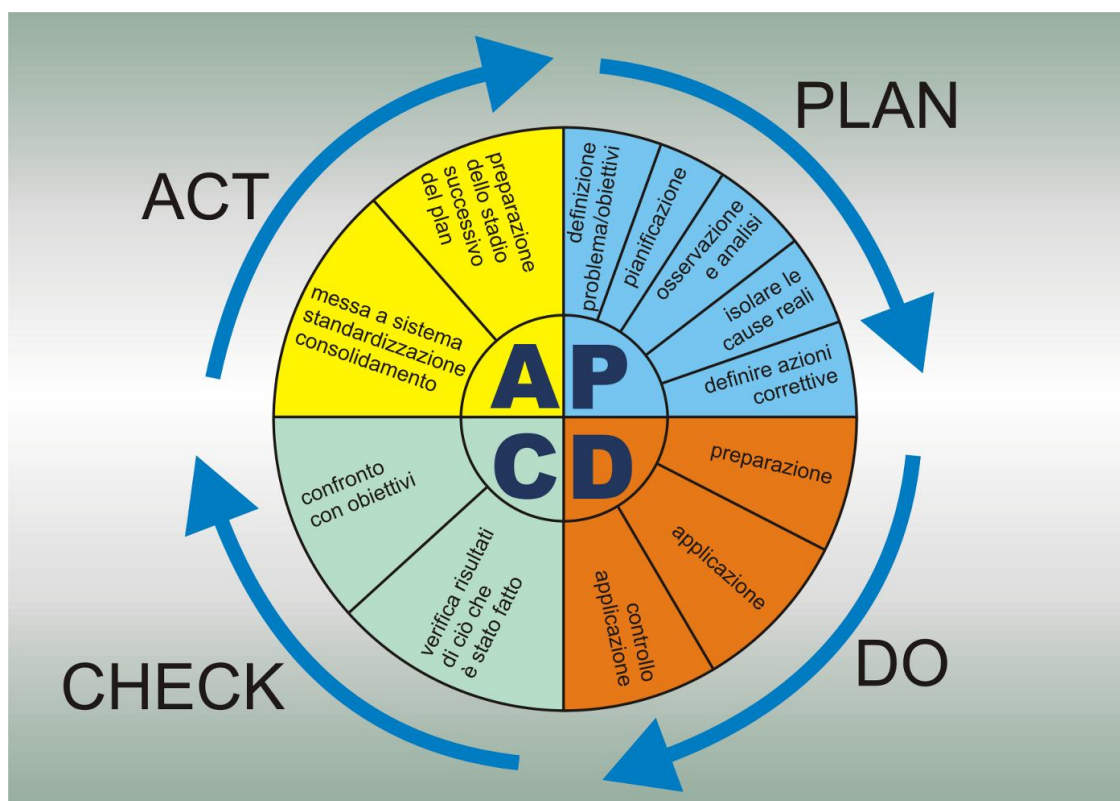 PLAN
definizione
problema/obiettivi
pianificazione
osservazione
e analisi
isolare le
cause reali
definire azioni
correttive
DO
preparazione
applicazione
controllo
applicazione
CHECK
verifica risultati
di ciò che
è stato fatto
confronto
con obiettivi
ACT
messa a sistema
standardizzazione
consolidamento
preparazione
dello stadio
successivo
del plan
A P
C D